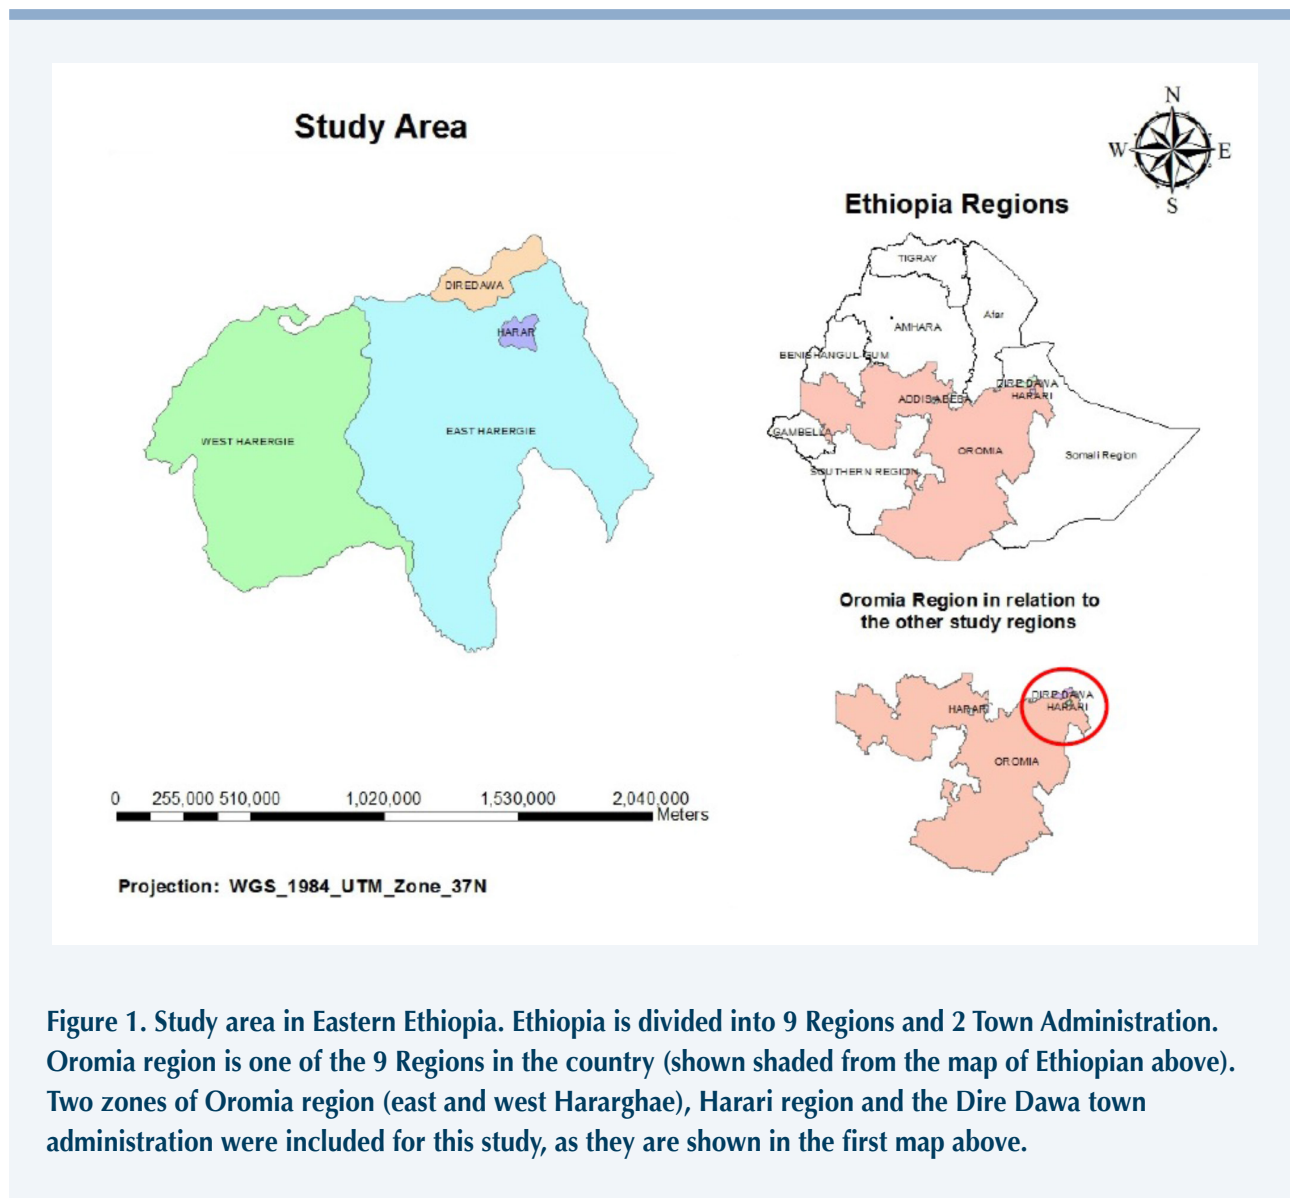 Study Area
N
W
E
S
Ethiopia Regions
DIREDAWA
HARAR
WEST HARERGIE
EAST HARERGIE
TIGRAY
Afar
AMHARA
BENISHANGUL-GUM
DIRE DAWA
HARARI
ADDISABEBA
GAMBELLA
OROMIA
Somali Region
SOUTHERN REGION
Oromia Region in relation to
the other study regions
DIRE DAWA
HARARI
HARARI
OROMIA
0 255,000 510,000 1,020,000 1,530,000 2,040,000
Meters
Projection: WGS_1984_UTM_Zone_37N
Figure 1. Study area in Eastern Ethiopia. Ethiopia is divided into 9 Regions and 2 Town Administration.
Oromia region is one of the 9 Regions in the country (shown shaded from the map of Ethiopian above).
Two zones of Oromia region (east and west Hararghae), Harari region and the Dire Dawa town
administration were included for this study, as they are shown in the first map above.